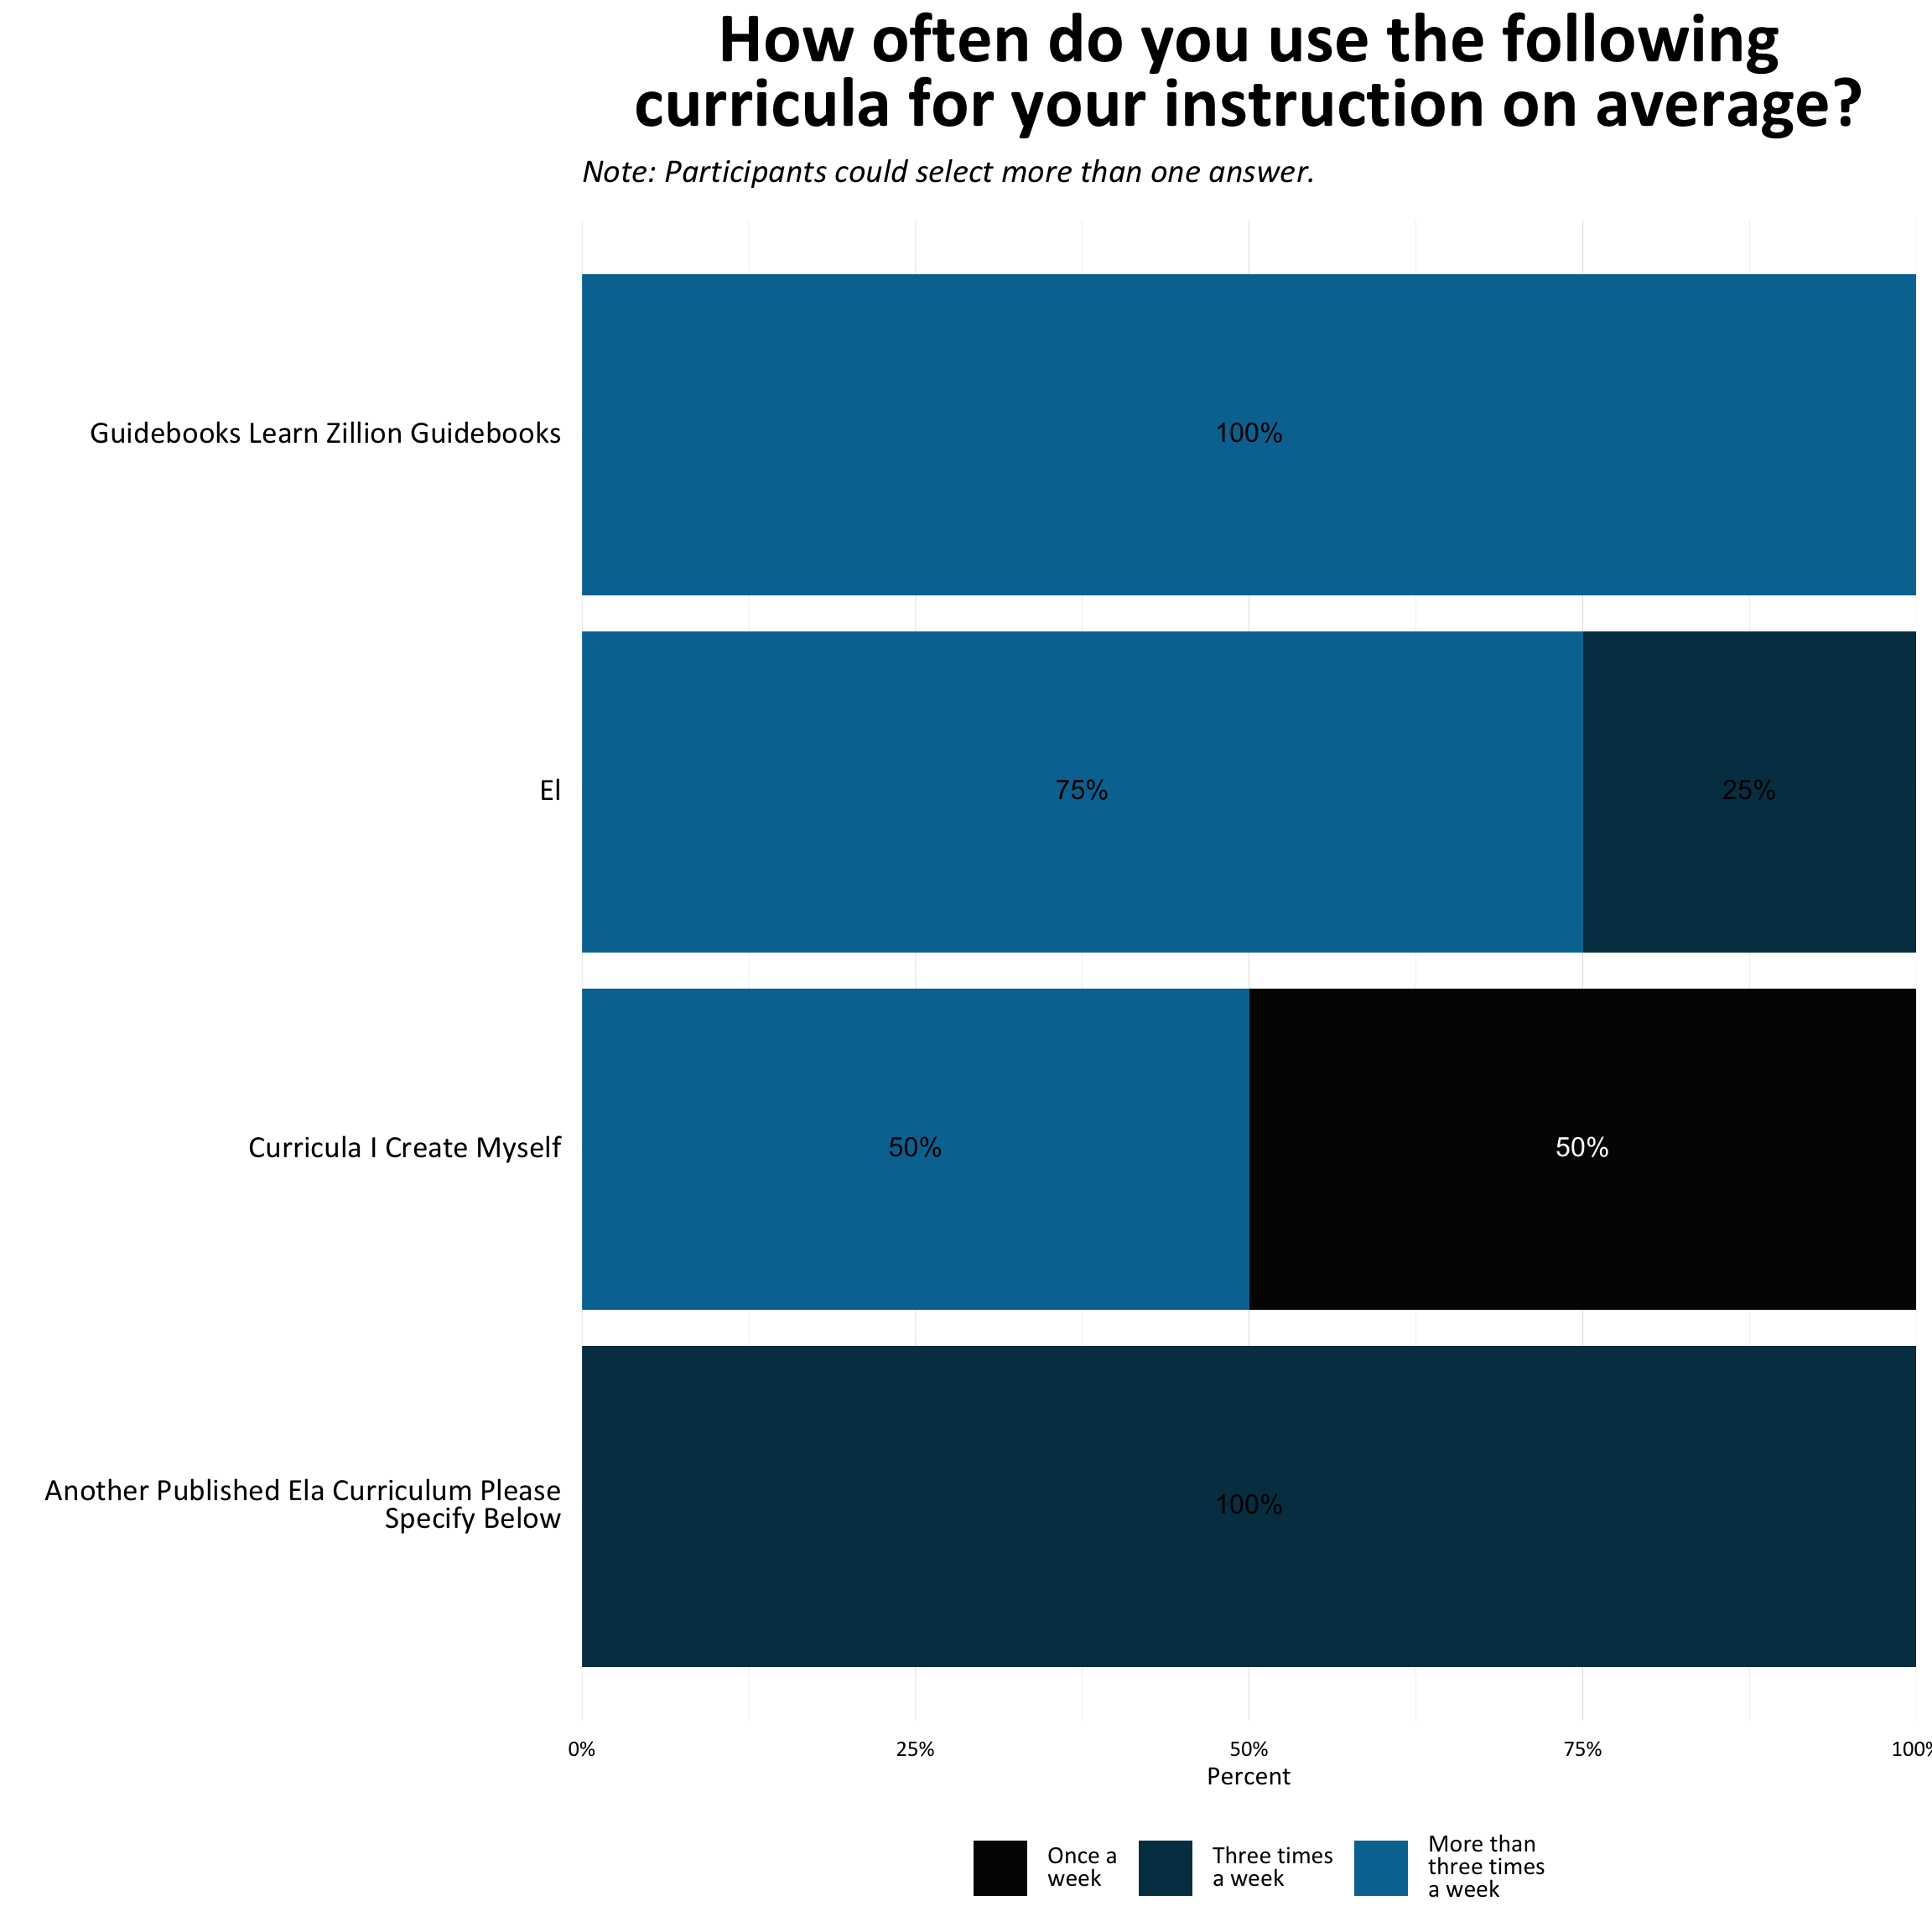 How often do you use the following
curricula for your instruction on average?
Note: Participants could select more than one answer.
Guidebooks Learn Zillion Guidebooks
100%
El
75%
25%
Curricula I Create Myself
50%
50%
Another Published Ela Curriculum Please
Specify Below
100%
0%
25%
50%
75%
100%
Percent
Once a
week
Three times
a week
More than
three times
a week